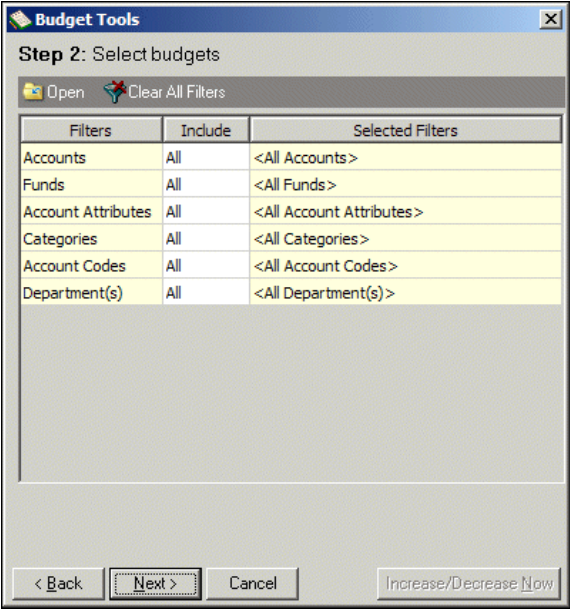 Budget Tools
Step 2: Select budgets
Open Clear All Filters
Filters Include Selected Filters
Accounts All <All Accounts>
Funds All <All Funds>
Account Attributes All <All Account Attributes>
Categories All <All Categories>
Account Codes All <All Account Codes>
Department(s) All <All Department(s)>
< Back Next > Cancel Increase/Decrease Now